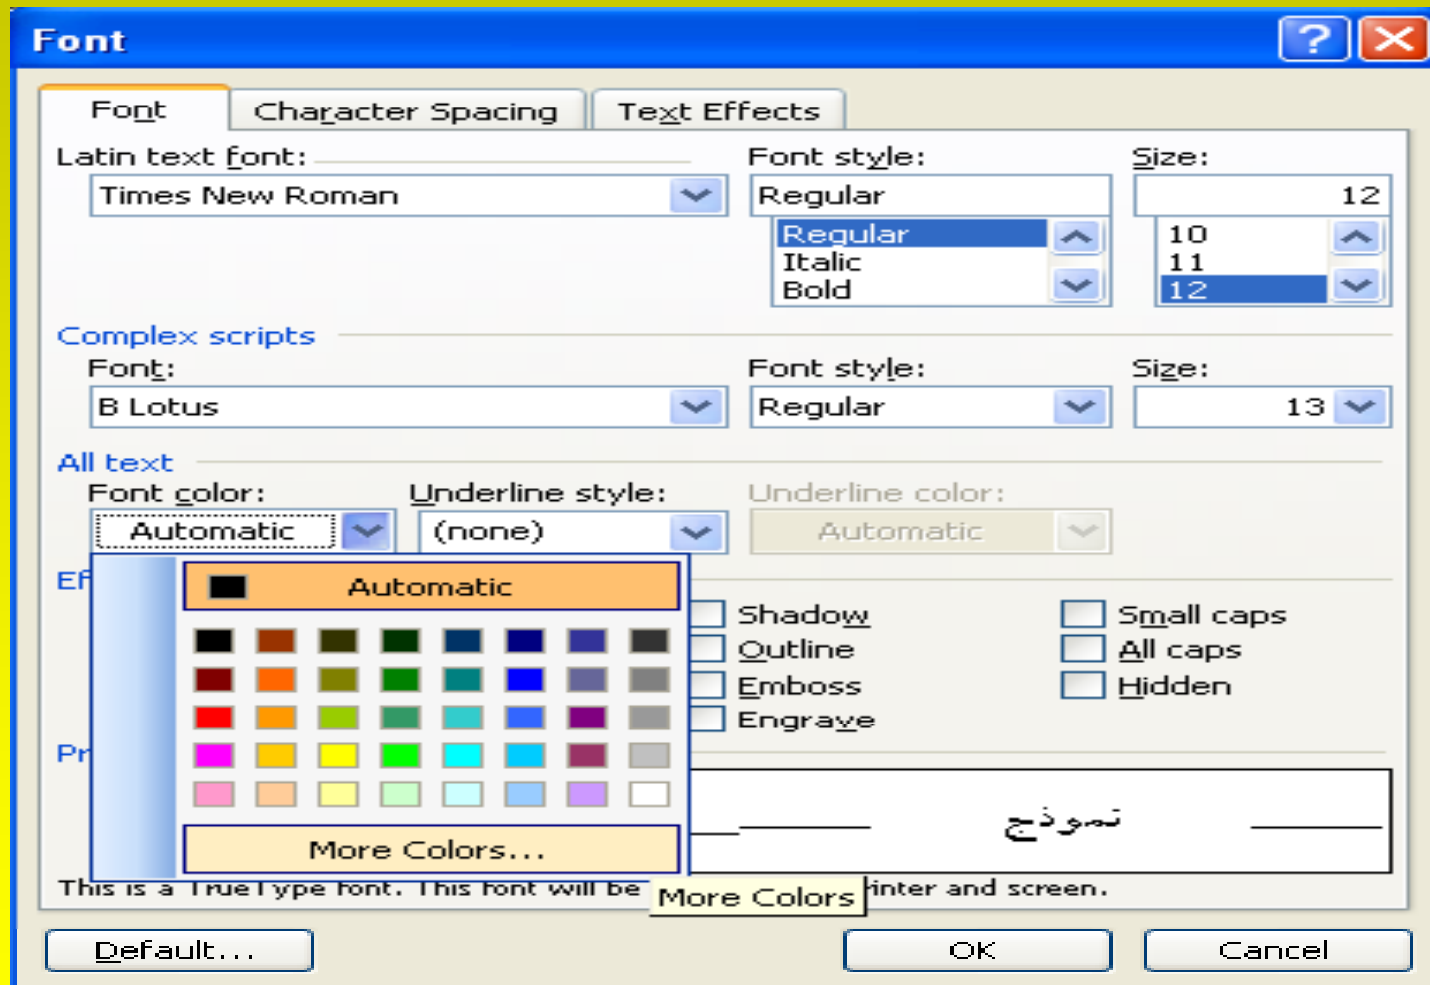 Font
Font Character Spacing Text Effects
Latin text font: Font style: Size:
Times New Roman Regular 12
Regular 10
Italic 11
Bold 12
Complex scripts
Font: Font style: Size:
B Lotus Regular 13
All text
Font color: Underline style: Underline color:
Automatic (none) Automatic
Ef
Automatic
Shadow Small caps
Outline All caps
Emboss Hidden
Engrave
Pr
تموذج
More Colors...
This is a TrueType font. This font will be inter and screen.
More Colors
Default... OK Cancel